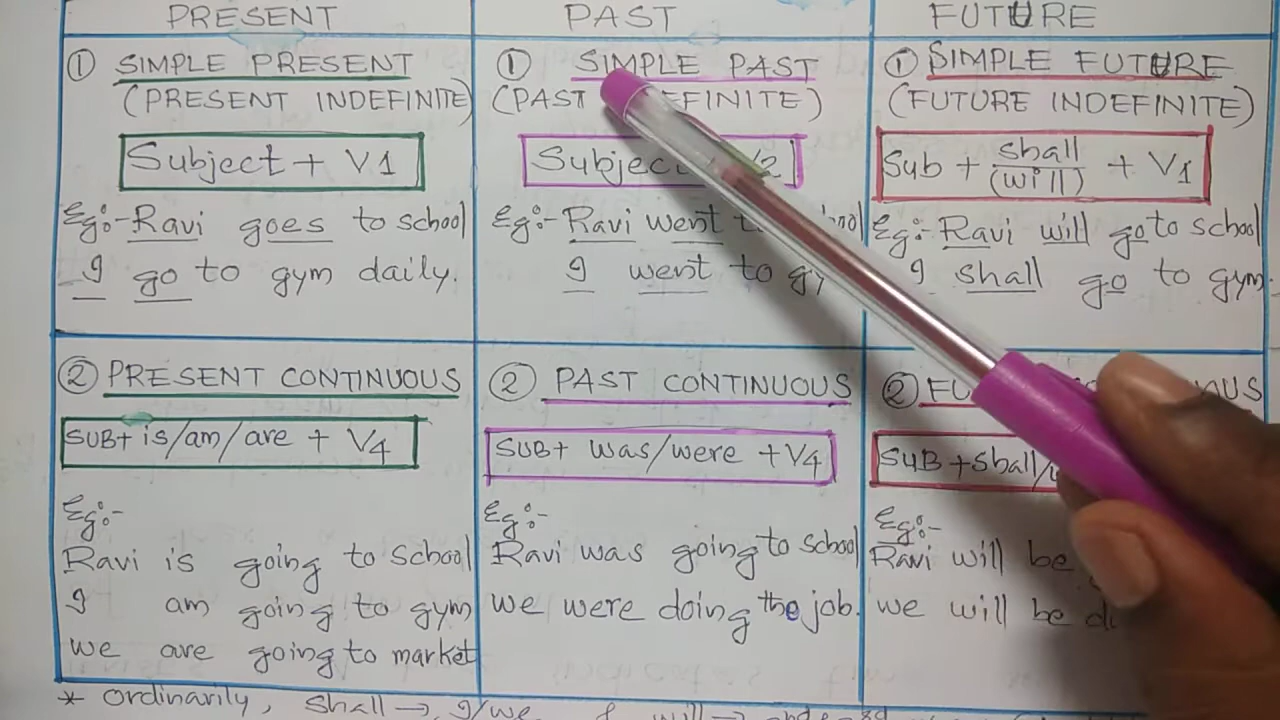 PRESENT
① SIMPLE PRESENT
(PRESENT INDEFINITE)
Subject + V1
Eg:- Ravi goes to school
I go to gym daily.
② PRESENT CONTINUOUS
SUB+ is/am/are + V4
Eg:-
Ravi is going to school
I am going to gym
we are going to market
PAST
① SIMPLE PAST
(PAST
Eg:- Ravi went
I went to
② PAST CONTINUOUS
SUB+ was/were +V4
Eg:-
Ravi was going to school
we were doing the job.
FUTURE
① SIMPLE FUTURE
(FUTURE INDEFINITE)
Sub + shall (will) + V1
Eg:- Ravi will go to school
I shall go to gym.
②
SUB +Shall/
Eg:-
Ravi will be
we will be
* Ordinarily, Shall → I/we & will →